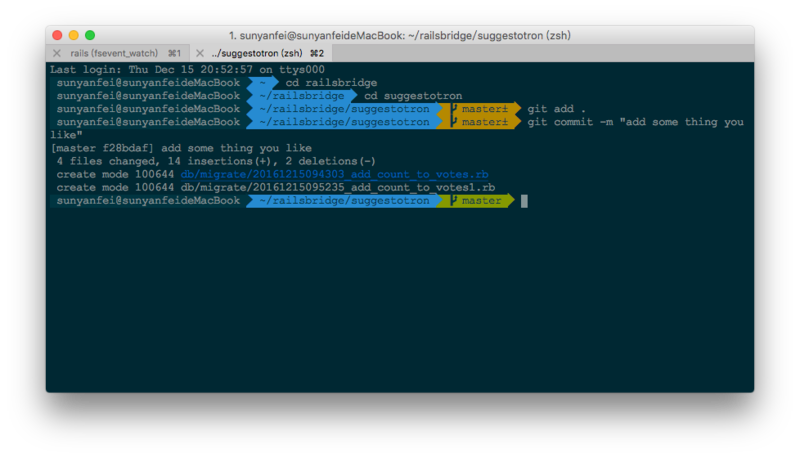 1. sunyanfei@sunyanfeideMacBook: ~/railsbridge/suggestotron (zsh)
rails (fsevent_watch) ⌘1 ../suggestotron (zsh) ⌘2
Last login: Thu Dec 15 20:52:57 on ttys000
sunyanfei@sunyanfeideMacBook ~ cd railsbridge
sunyanfei@sunyanfeideMacBook ~/railsbridge cd suggestotron
sunyanfei@sunyanfeideMacBook ~/railsbridge/suggestotron master± git add .
sunyanfei@sunyanfeideMacBook ~/railsbridge/suggestotron master± git commit -m "add some thing you
like"
[master f28bdaf] add some thing you like
4 files changed, 14 insertions(+), 2 deletions(-)
create mode 100644 db/migrate/20161215094303_add_count_to_votes.rb
create mode 100644 db/migrate/20161215095235_add_count_to_votes1.rb
sunyanfei@sunyanfeideMacBook ~/railsbridge/suggestotron master